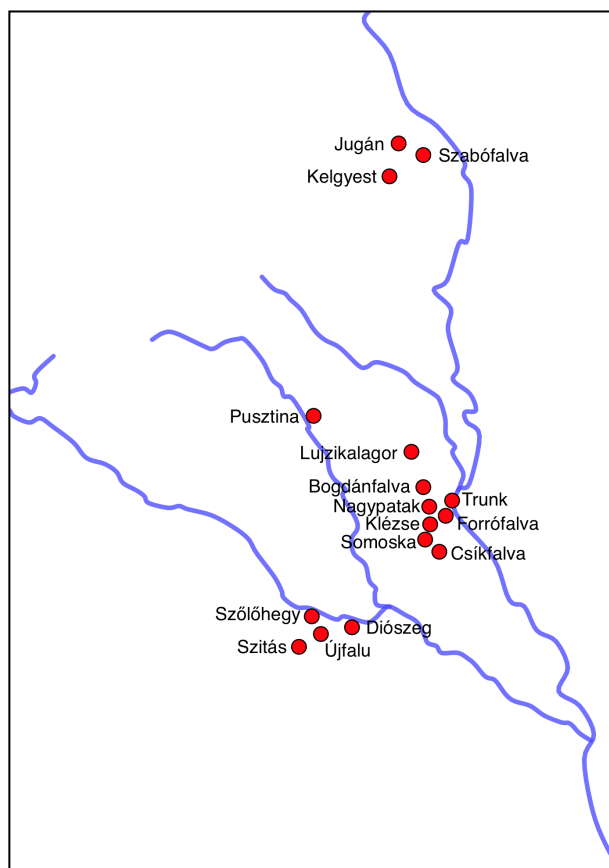 Jugán
Szabófalva
Kelgyest
Pusztina
Lujzikalagor
Bogdánfalva
Trunk
Nagypatak
Forrófalva
Klézse
Somoska
Csíkfalva
Szőlőhegy
Diószeg
Szitás
Újfalu